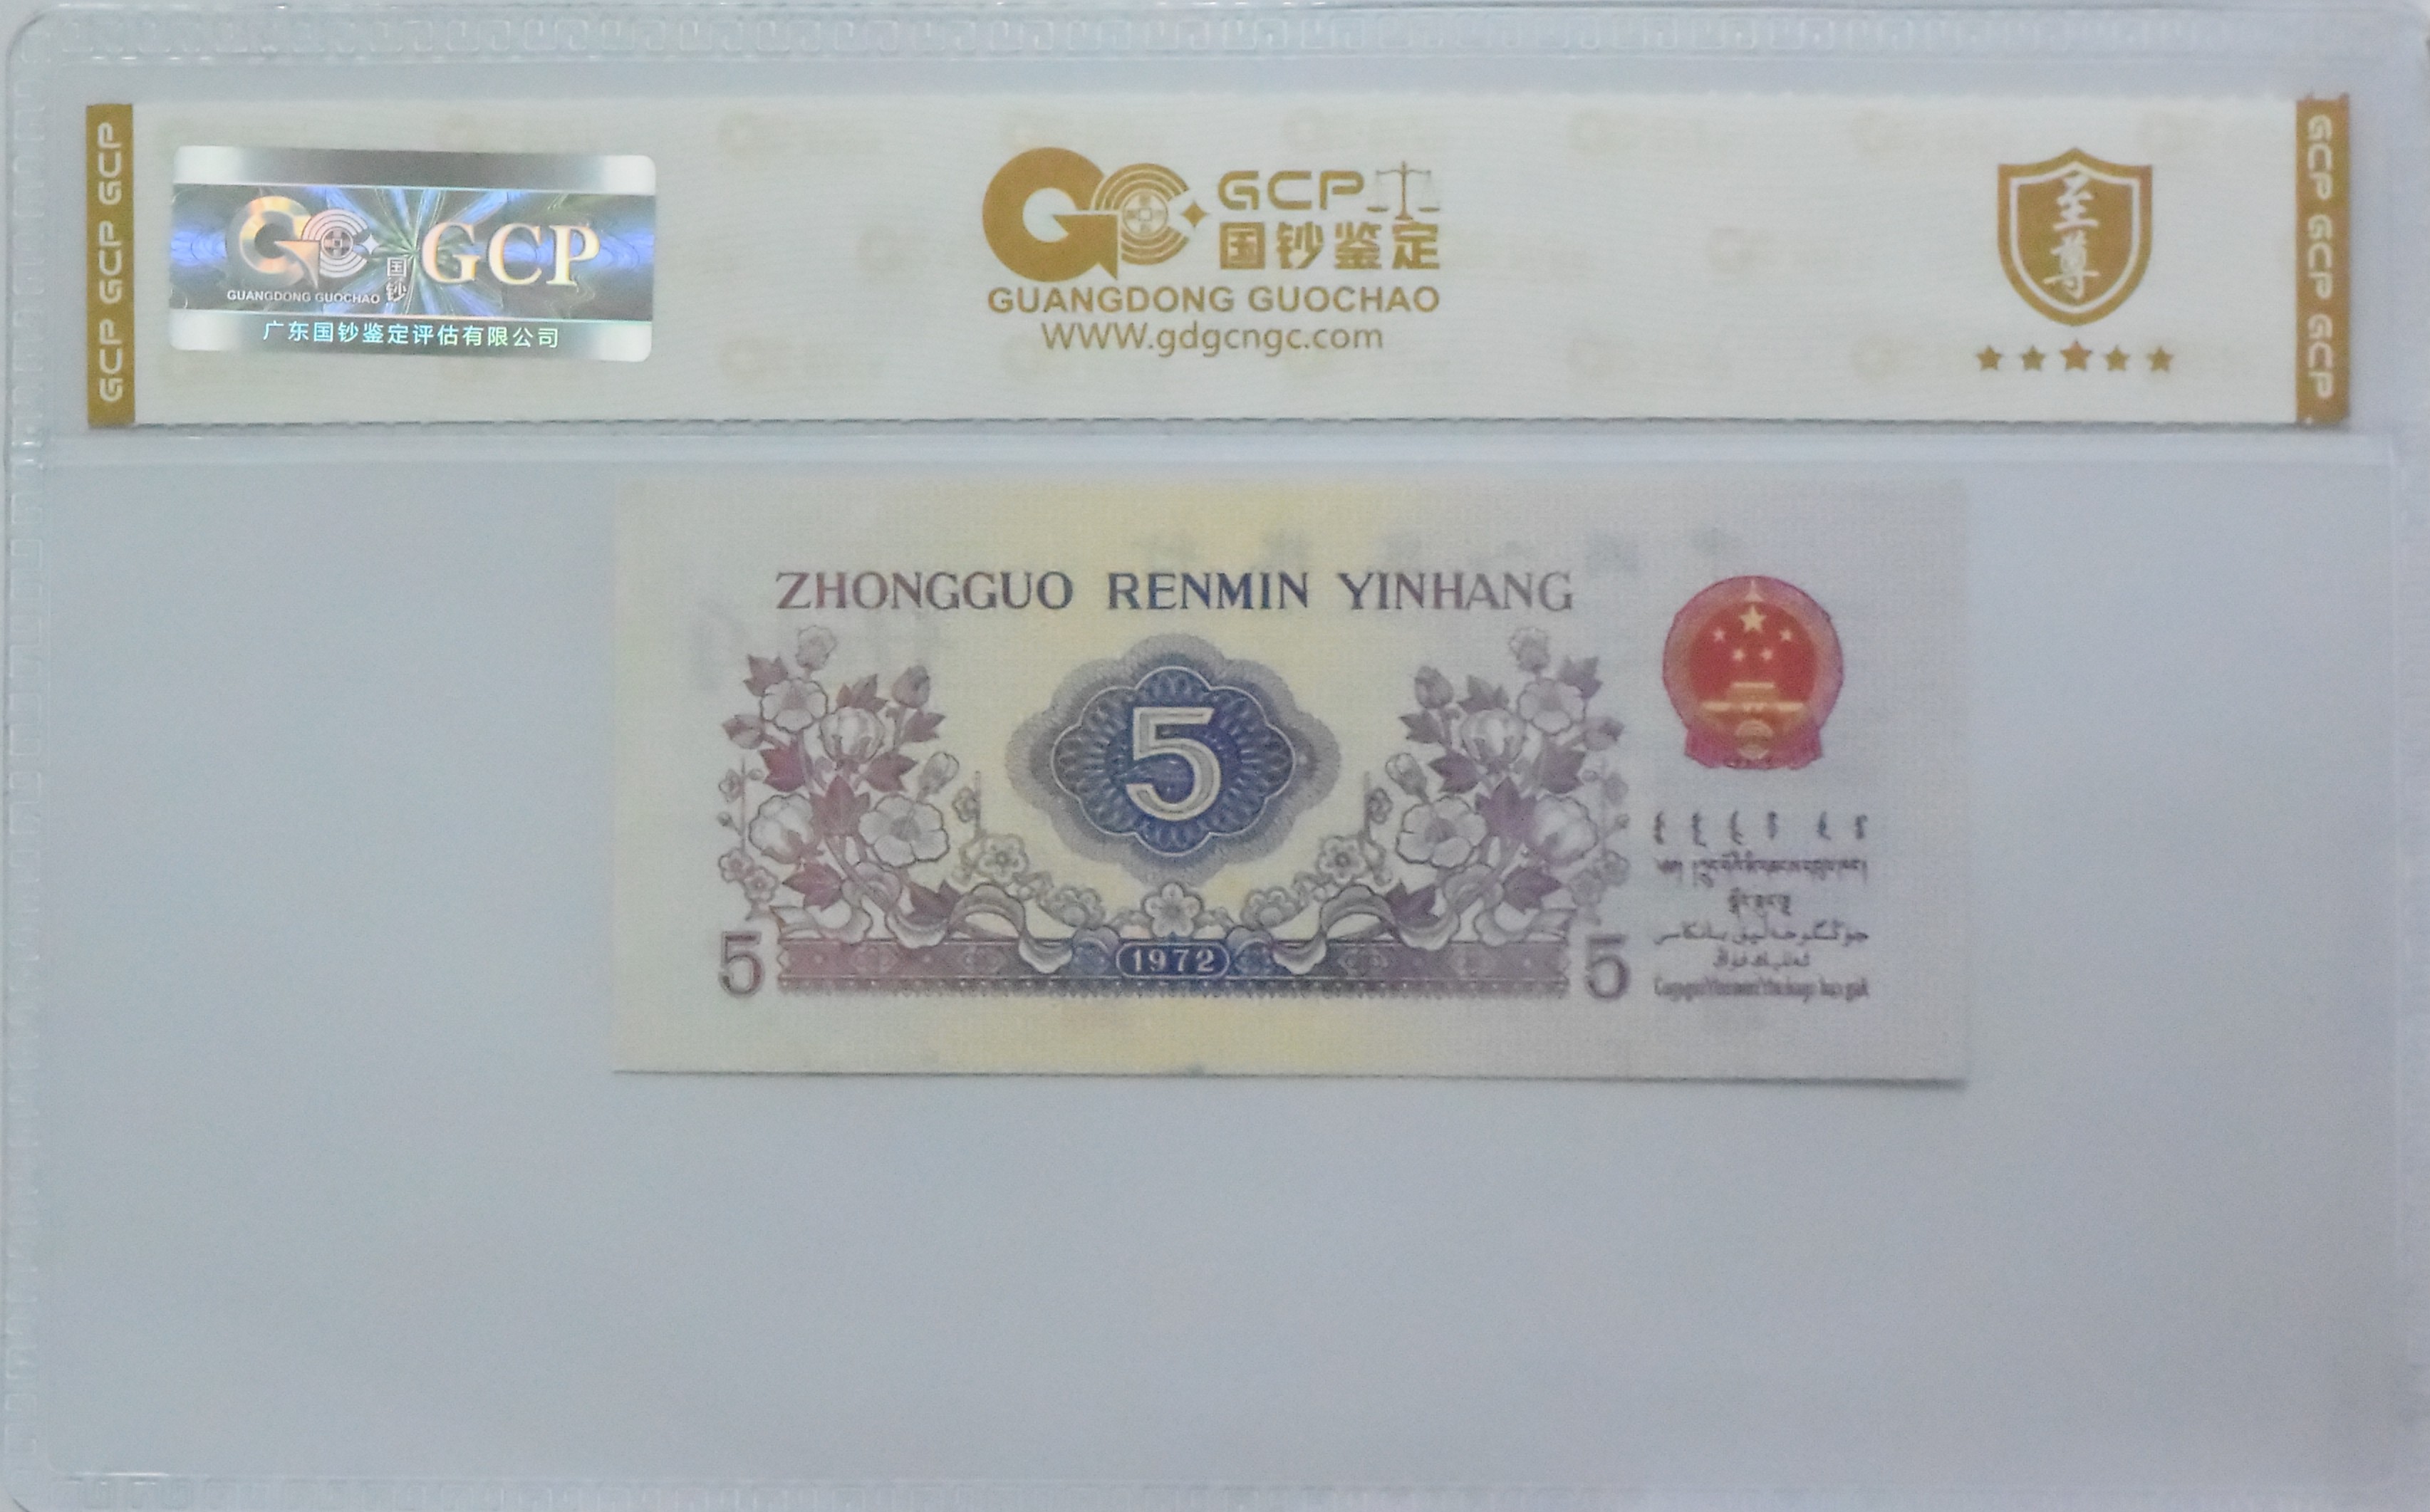 GCP GCP GCP
国钞
GCP
GUANGDONG GUOCHAO
广东国钞鉴定评估有限公司
GCP
国钞鉴定
GUANGDONG GUOCHAO
WWW.gdgcngc.com
至尊
GCP GCP GCP
ZHONGGUO RENMIN YINHANG
5
5
1972
5